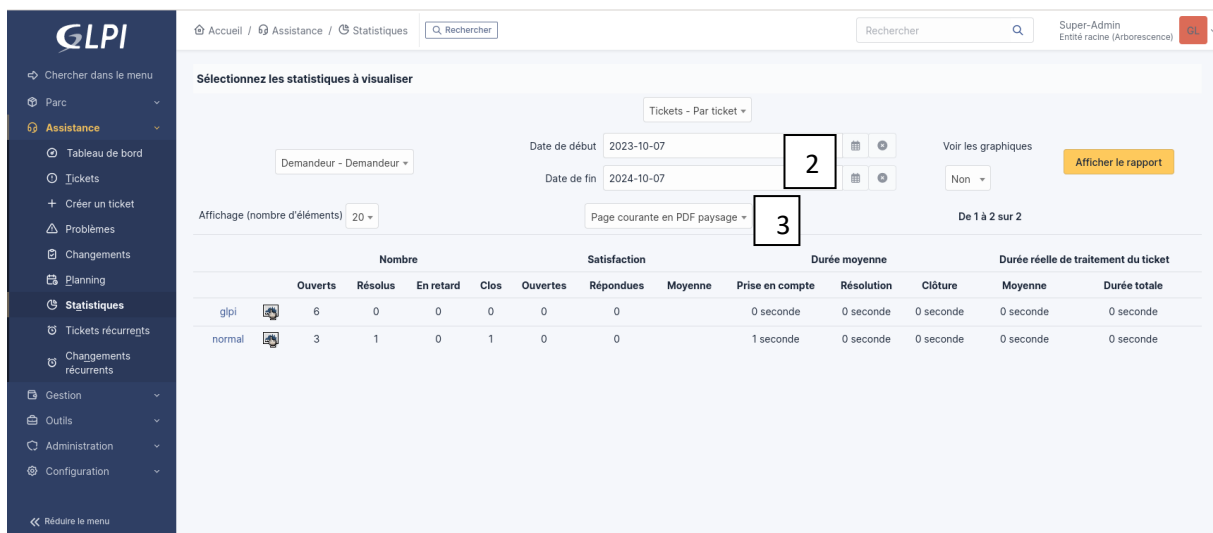 GLPI
Accueil / Assistance / Statistiques Rechercher Rechercher Super-Admin
Entité racine (Arborescence) GL
Chercher dans le menu
Parc
Assistance
Tableau de bord
Tickets
Créer un ticket
Problèmes
Changements
Planning
Statistiques
Tickets récurrents
Changements
récurrents
Gestion
Outils
Administration
Configuration
Réduire le menu
Sélectionnez les statistiques à visualiser
Tickets - Par ticket
Demandeur - Demandeur
Date de début 2023-10-07
Date de fin 2024-10-07
2
Voir les graphiques
Non
Afficher le rapport
Affichage (nombre d'éléments) 20 Page courante en PDF paysage 3 De 1 à 2 sur 2
Nombre Satisfaction Durée moyenne Durée réelle de traitement du ticket
Ouverts Résolus En retard Clos Ouvertes Répondues Moyenne Prise en compte Résolution Clôture Moyenne Durée totale
glpi 6 0 0 0 0 0 0 seconde 0 seconde 0 seconde 0 seconde 0 seconde
normal 3 1 0 1 0 0 1 seconde 0 seconde 0 seconde 0 seconde 0 seconde